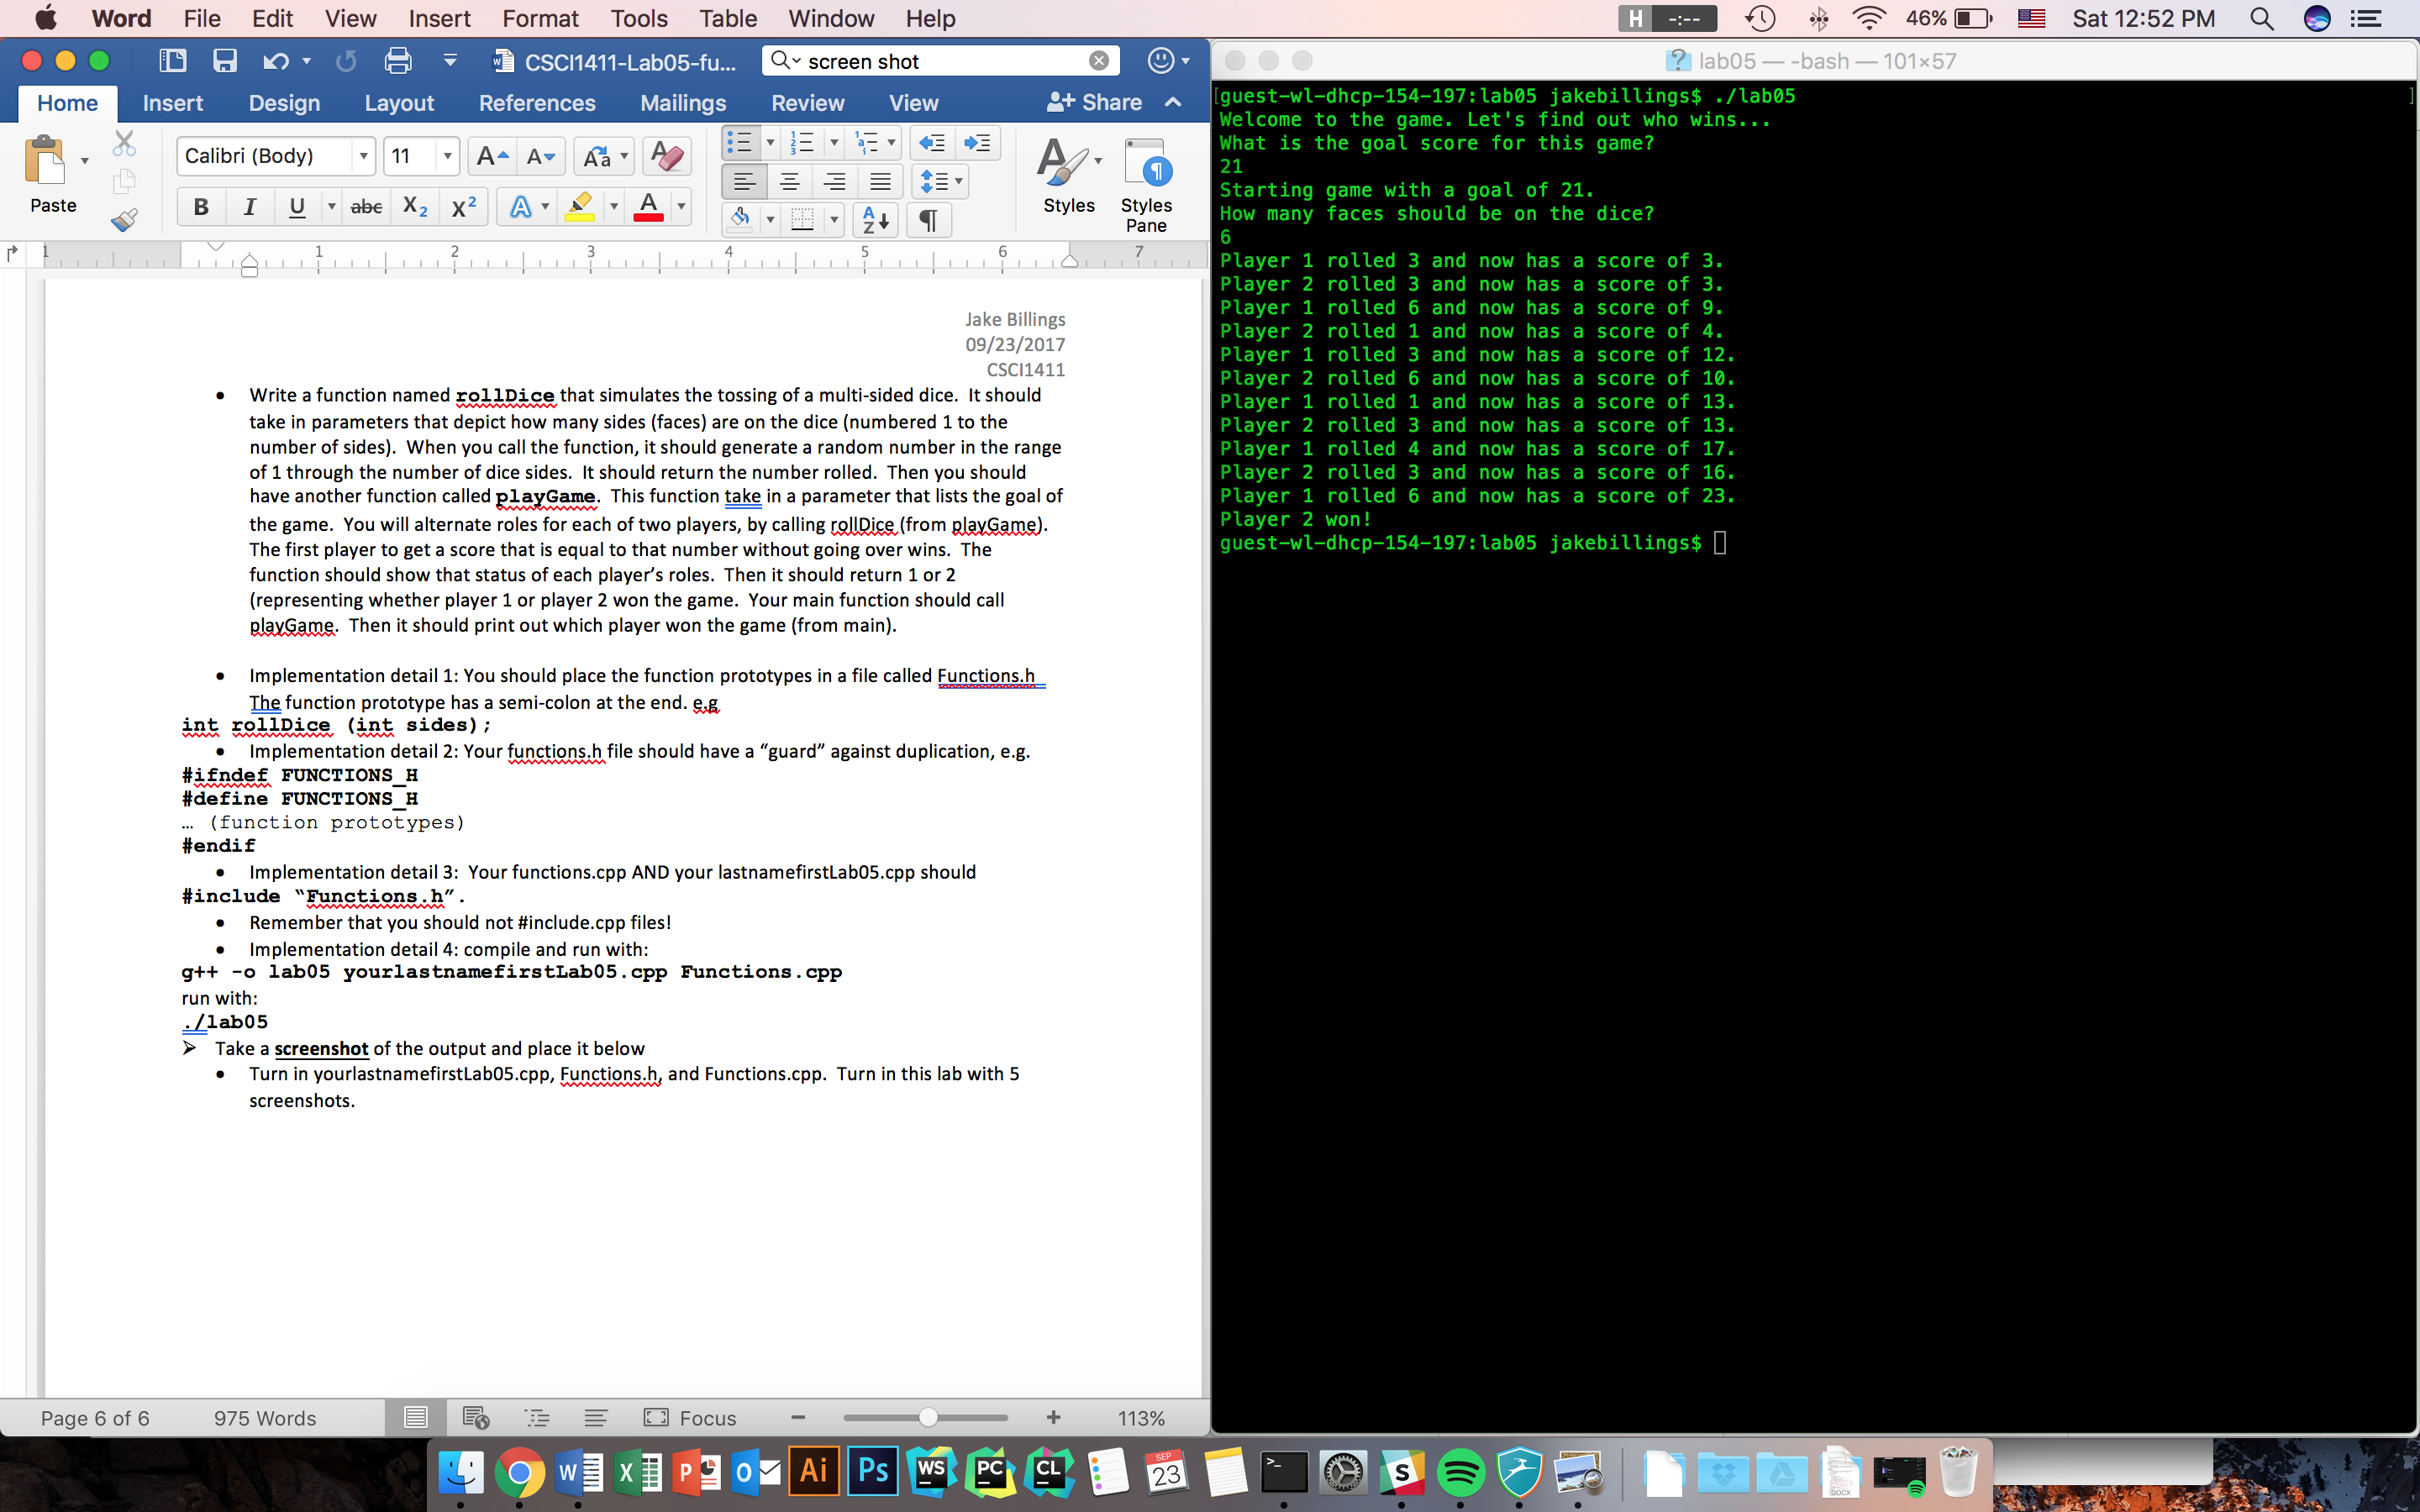 Word File Edit View Insert Format Tools Table Window Help
H -:-- 46% Sat 12:52 PM
CSCI1411-Lab05-fu... screen shot
Home Insert Design Layout References Mailings Review View Share
Paste
Calibri (Body) 11
Styles
Styles Pane
1 1 2 3 4 5 6 7
Jake Billings
09/23/2017
CSCI1411
• Write a function named rollDice that simulates the tossing of a multi-sided dice. It should
take in parameters that depict how many sides (faces) are on the dice (numbered 1 to the
number of sides). When you call the function, it should generate a random number in the range
of 1 through the number of dice sides. It should return the number rolled. Then you should
have another function called playGame. This function take in a parameter that lists the goal of
the game. You will alternate roles for each of two players, by calling rollDice (from playGame).
The first player to get a score that is equal to that number without going over wins. The
function should show that status of each player’s roles. Then it should return 1 or 2
(representing whether player 1 or player 2 won the game. Your main function should call
playGame. Then it should print out which player won the game (from main).
• Implementation detail 1: You should place the function prototypes in a file called Functions.h
The function prototype has a semi-colon at the end. e.g
int rollDice (int sides);
• Implementation detail 2: Your functions.h file should have a “guard” against duplication, e.g.
#ifndef FUNCTIONS_H
#define FUNCTIONS_H
… (function prototypes)
#endif
• Implementation detail 3: Your functions.cpp AND your lastnamefirstLab05.cpp should
#include “Functions.h”.
• Remember that you should not #include.cpp files!
• Implementation detail 4: compile and run with:
g++ -o lab05 yourlastnamefirstLab05.cpp Functions.cpp
run with:
./lab05
➢ Take a screenshot of the output and place it below
• Turn in yourlastnamefirstLab05.cpp, Functions.h, and Functions.cpp. Turn in this lab with 5
screenshots.
Page 6 of 6 975 Words Focus 113%
lab05 — -bash — 101×57
guest-wl-dhcp-154-197:lab05 jakebillings$ ./lab05
Welcome to the game. Let's find out who wins...
What is the goal score for this game?
21
Starting game with a goal of 21.
How many faces should be on the dice?
6
Player 1 rolled 3 and now has a score of 3.
Player 2 rolled 3 and now has a score of 3.
Player 1 rolled 6 and now has a score of 9.
Player 2 rolled 1 and now has a score of 4.
Player 1 rolled 3 and now has a score of 12.
Player 2 rolled 6 and now has a score of 10.
Player 1 rolled 1 and now has a score of 13.
Player 2 rolled 3 and now has a score of 13.
Player 1 rolled 4 and now has a score of 17.
Player 2 rolled 3 and now has a score of 16.
Player 1 rolled 6 and now has a score of 23.
Player 2 won!
guest-wl-dhcp-154-197:lab05 jakebillings$
Ai Ps WS PC CL SEP 23 DOCX